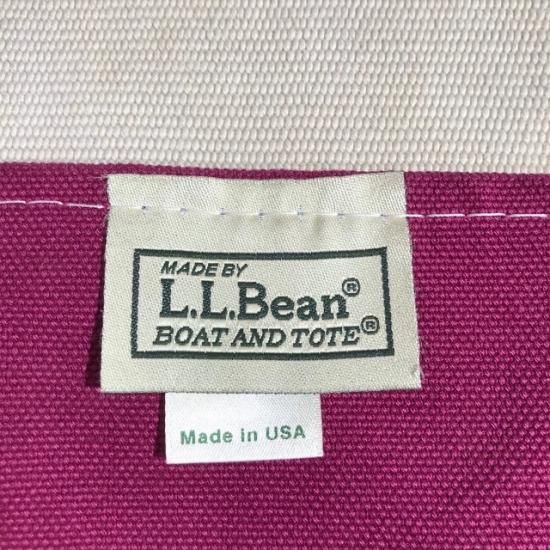 MADE BY
L.L.Bean®
BOAT AND TOTE®
Made in USA